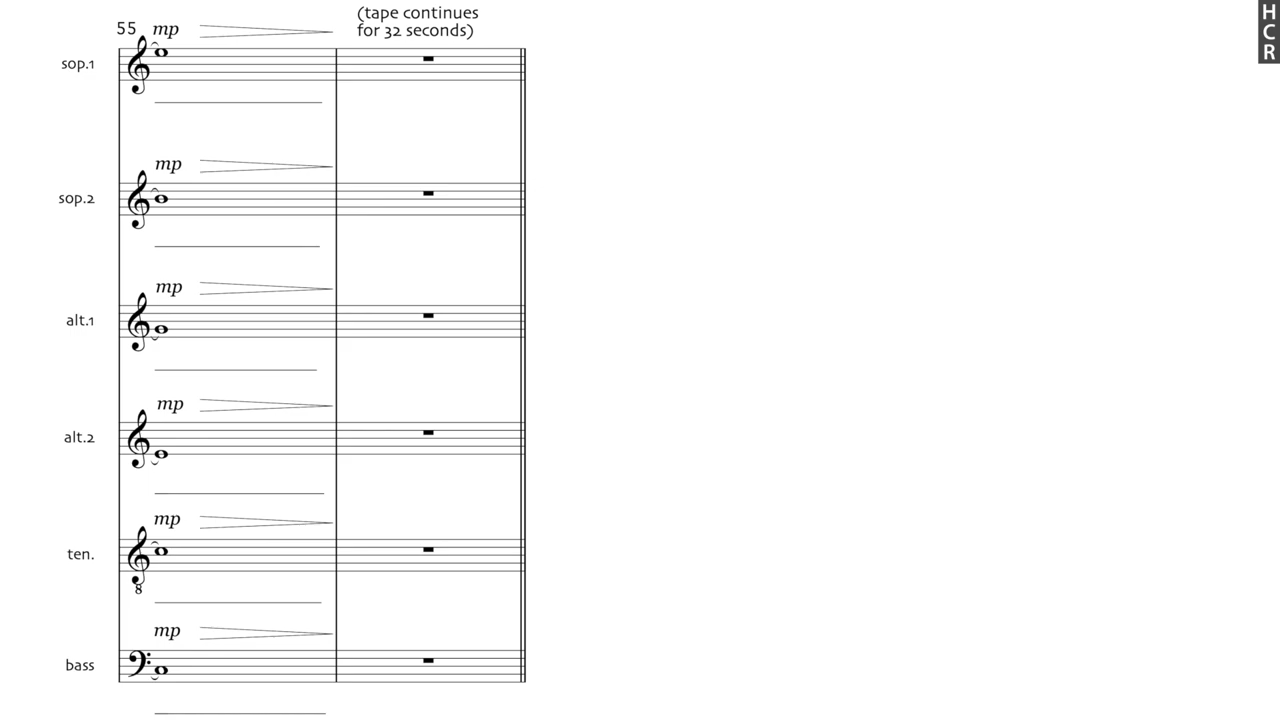 (tape continues
for 32 seconds)
55 mp
sop.1
mp
sop.2
mp
alt.1
mp
alt.2
mp
ten.
8
mp
bass
H
C
R